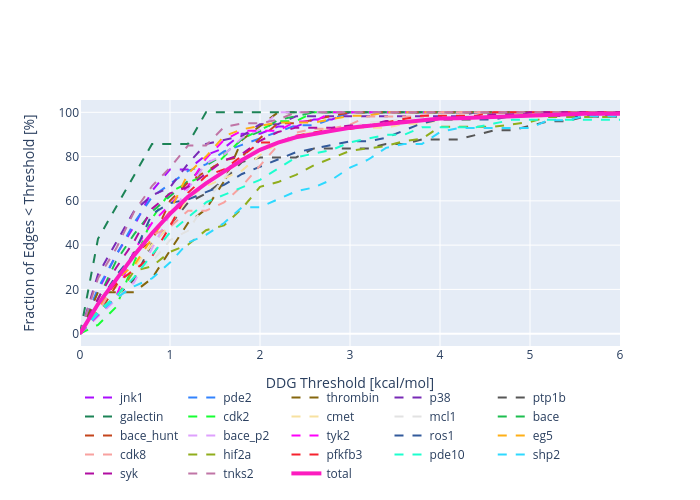 Fraction of Edges < Threshold [%]
100
80
60
40
20
0
0 1 2 3 4 5 6
DDG Threshold [kcal/mol]
jnk1 pde2 thrombin p38 ptp1b
galectin cdk2 cmet mcl1 bace
bace_hunt bace_p2 tyk2 ros1 eg5
cdk8 hif2a pfkfb3 pde10 shp2
syk tnks2 total